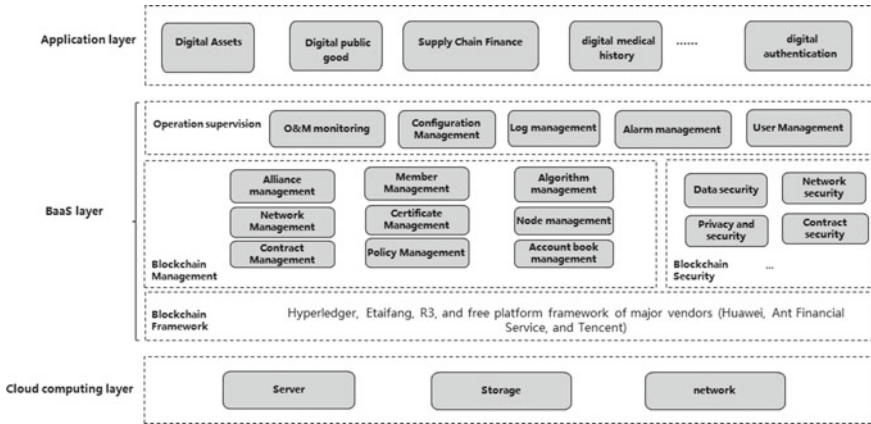 Application layer
Digital Assets
Digital public
good
Supply Chain Finance
digital medical
history
......
digital
authentication
BaaS layer
Operation supervision
O&M monitoring
Configuration
Management
Log management
Alarm management
User Management
Alliance
management
Member
Management
Algorithm
management
Network
Management
Certificate
Management
Node management
Contract
Management
Policy Management
Account book
management
Blockchain
Management
Data security
Network
security
Privacy and
security
Contract
security
Blockchain
Security
...
Blockchain
Framework
Hyperledger, Etaifang, R3, and free platform framework of major vendors (Huawei, Ant Financial
Service, and Tencent)
Cloud computing layer
Server
Storage
network